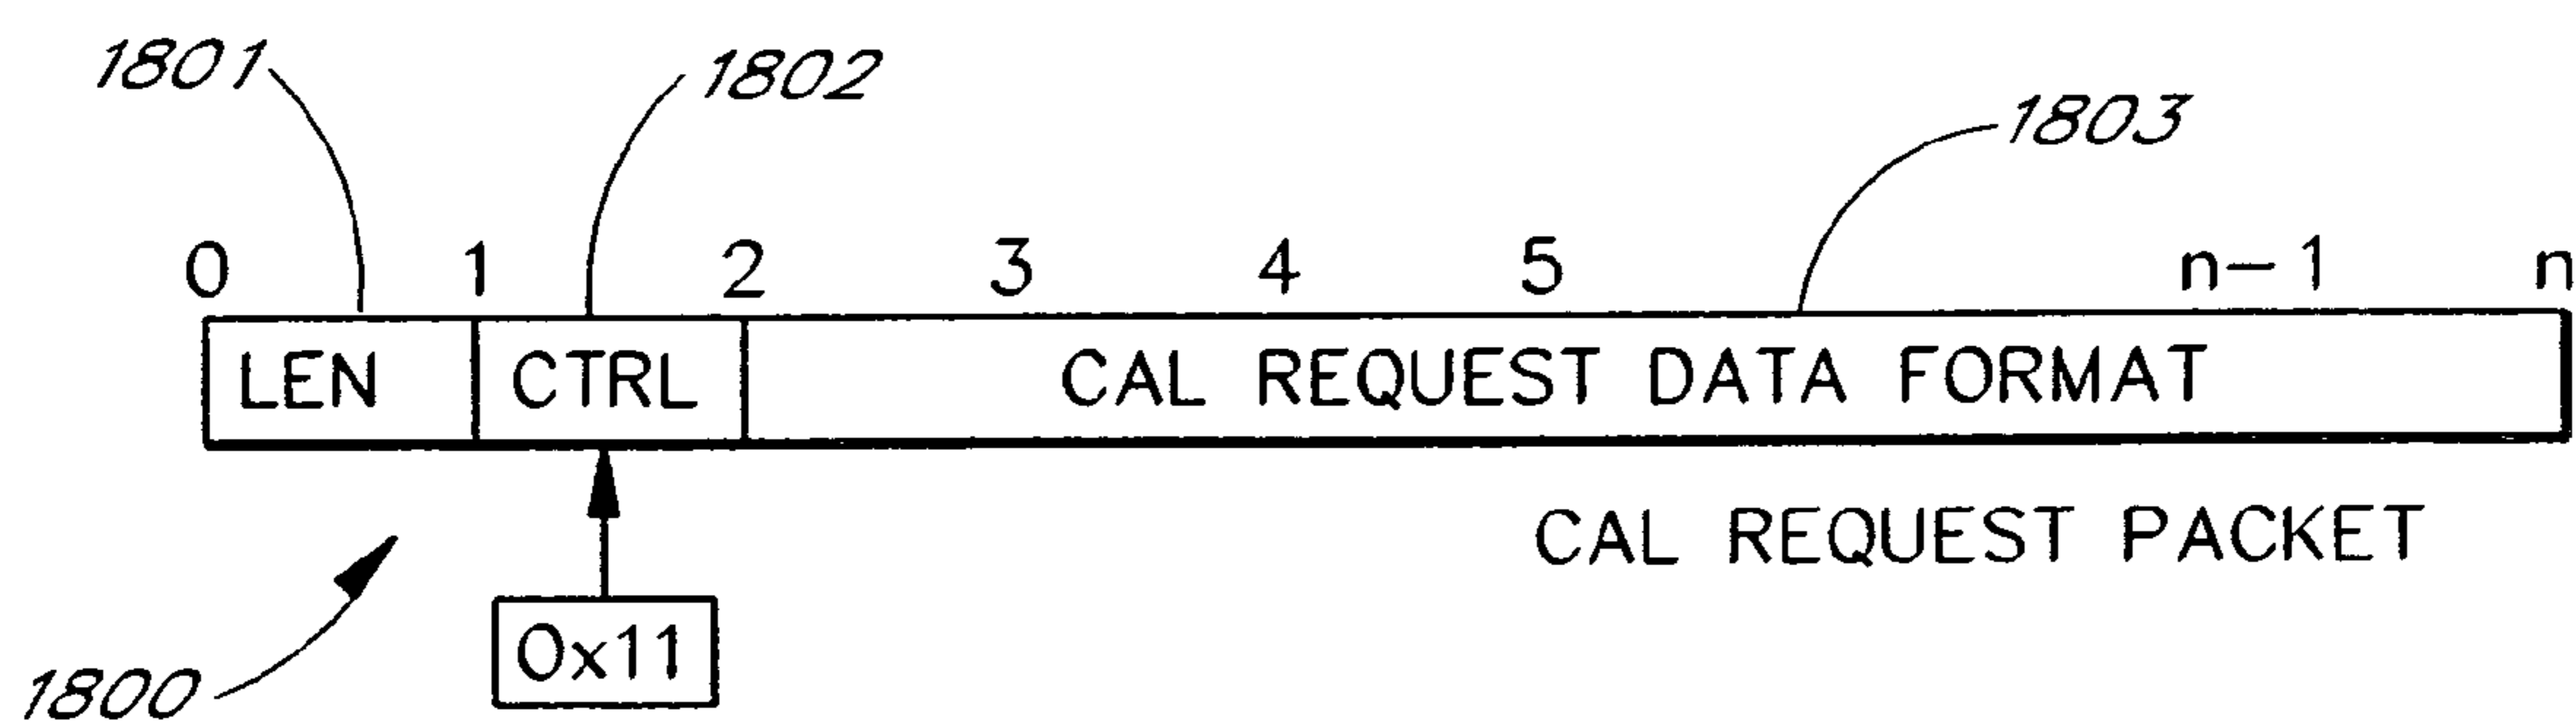 1801 1802 1803
0 1 2 3 4 5 n-1 n
LEN CTRL CAL REQUEST DATA FORMAT
CAL REQUEST PACKET
0x11
1800